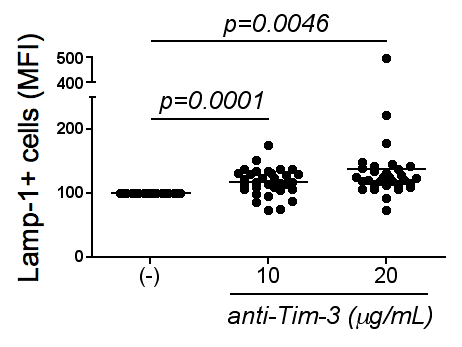 p=0.0046
p=0.0001
Lamp-1+ cells (MFI)
500
400
200
100
0
(-)
10
20
anti-Tim-3 (μg/mL)